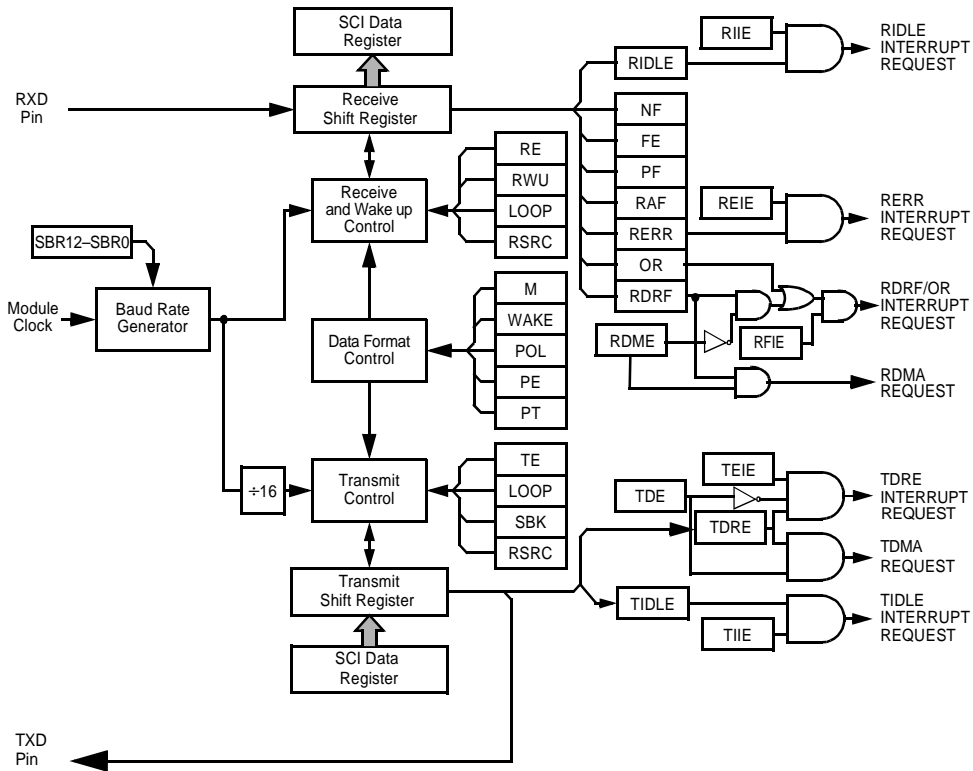 SCI Data
Register
RXD
Pin
Receive
Shift Register
RIDLE
RIIE
RIDLE
INTERRUPT
REQUEST
NF
FE
PF
RAF
RERR
OR
RDRF
RE
RWU
LOOP
RSRC
Receive
and Wake up
Control
REIE
RERR
INTERRUPT
REQUEST
SBR12–SBR0
Module
Clock
Baud Rate
Generator
RDRF/OR
INTERRUPT
REQUEST
RFIE
RDME
RDMA
REQUEST
Data Format
Control
M
WAKE
POL
PE
PT
÷16
Transmit
Control
TE
LOOP
SBK
RSRC
TEIE
TDE
TDRE
TDRE
INTERRUPT
REQUEST
TDMA
REQUEST
Transmit
Shift Register
TIDLE
TIIE
TIDLE
INTERRUPT
REQUEST
SCI Data
Register
TXD
Pin